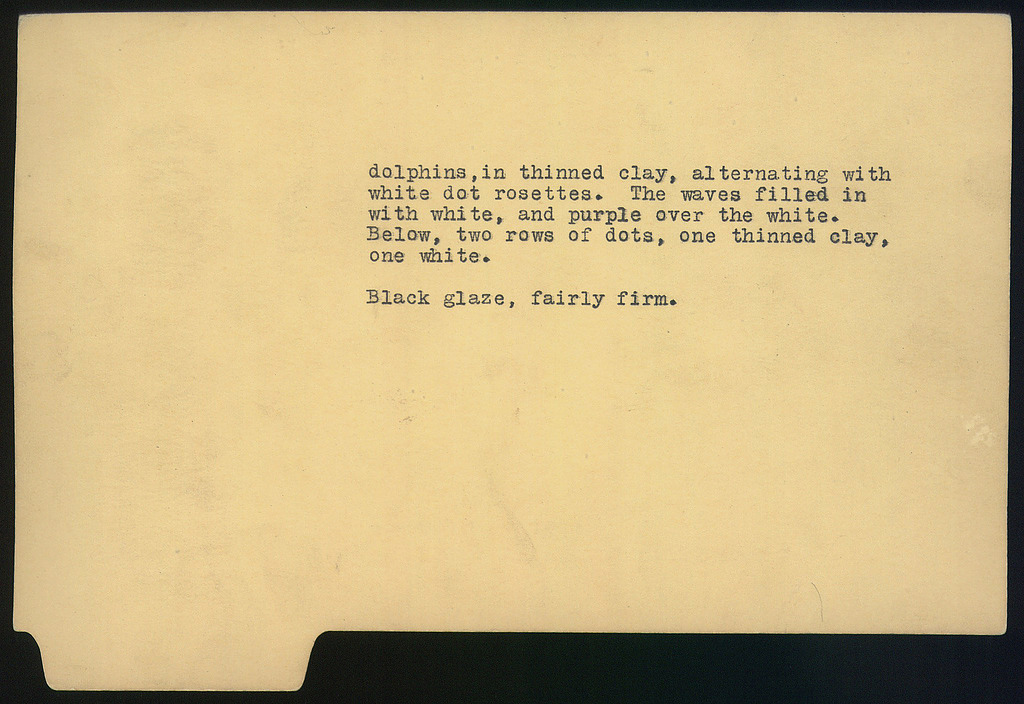 dolphins,in thinned clay, alternating with
white dot rosettes.  The waves filled in
with white, and purple over the white.
Below, two rows of dots, one thinned clay,
one white.

Black glaze, fairly firm.